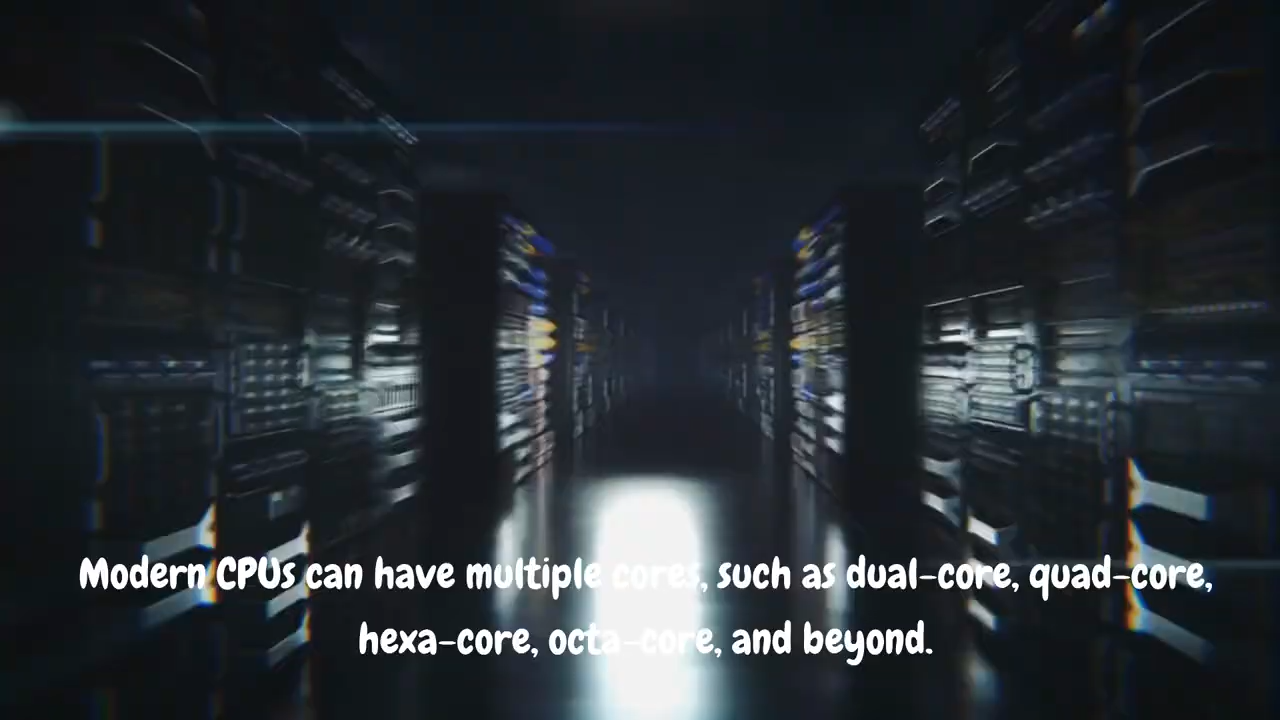 Modern CPUs can have multiple cores, such as dual-core, quad-core,
hexa-core, octa-core, and beyond.